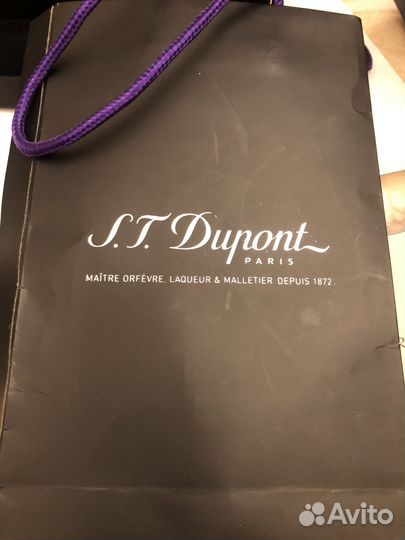 S.T. Dupont
PARIS
MAÎTRE ORFÈVRE, LAQUEUR & MALLETIER DEPUIS 1872.
Avito